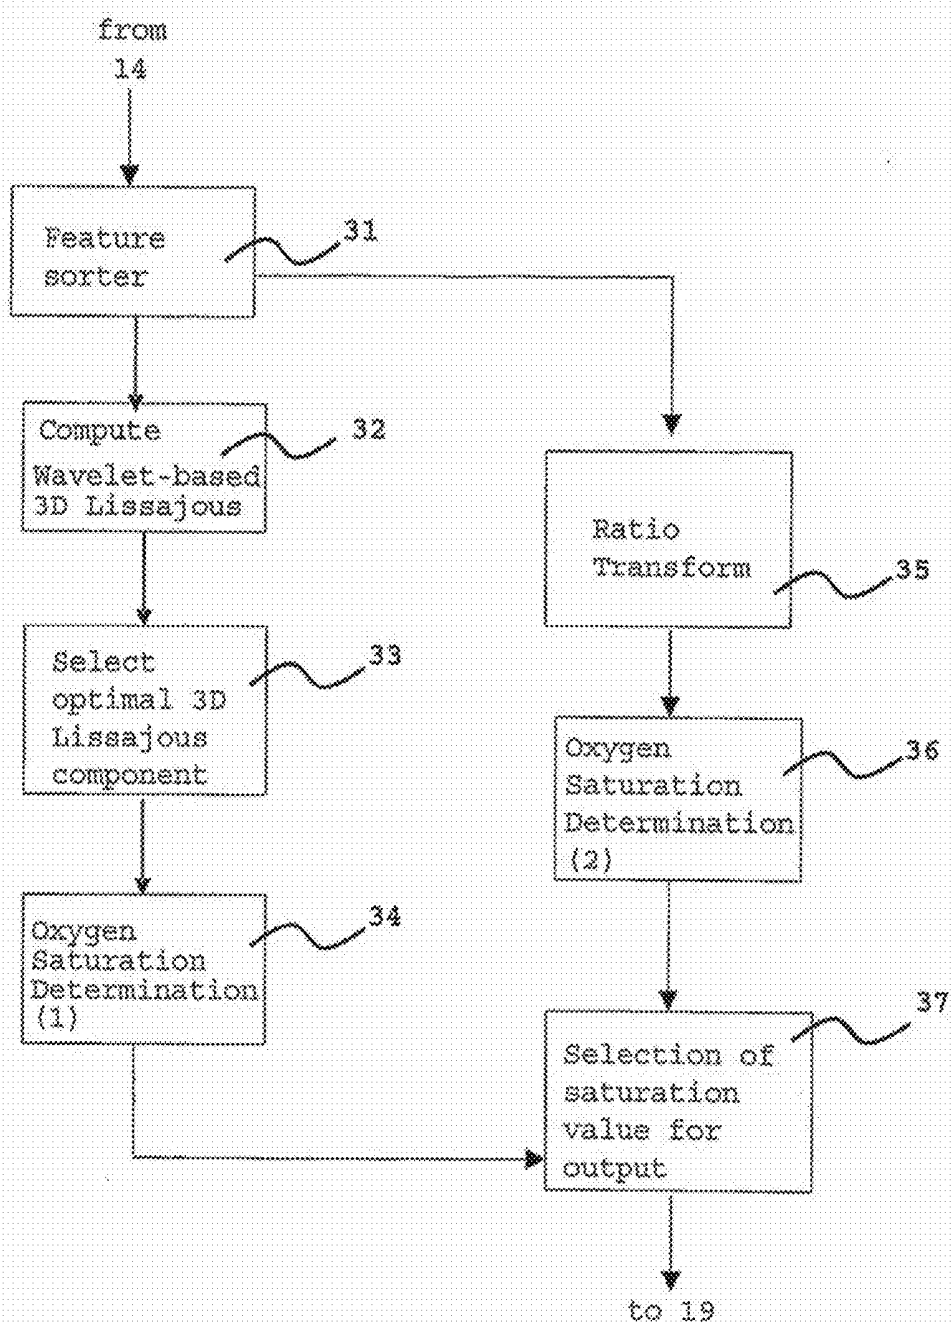 from
14
Feature
sorter
31
Compute
Wavelet-based
3D Lissajous
32
Select
optimal 3D
Lissajous
component
33
Oxygen
Saturation
Determination
(1)
34
Ratio
Transform
35
Oxygen
Saturation
Determination
(2)
36
Selection of
saturation
value for
output
37
to 19